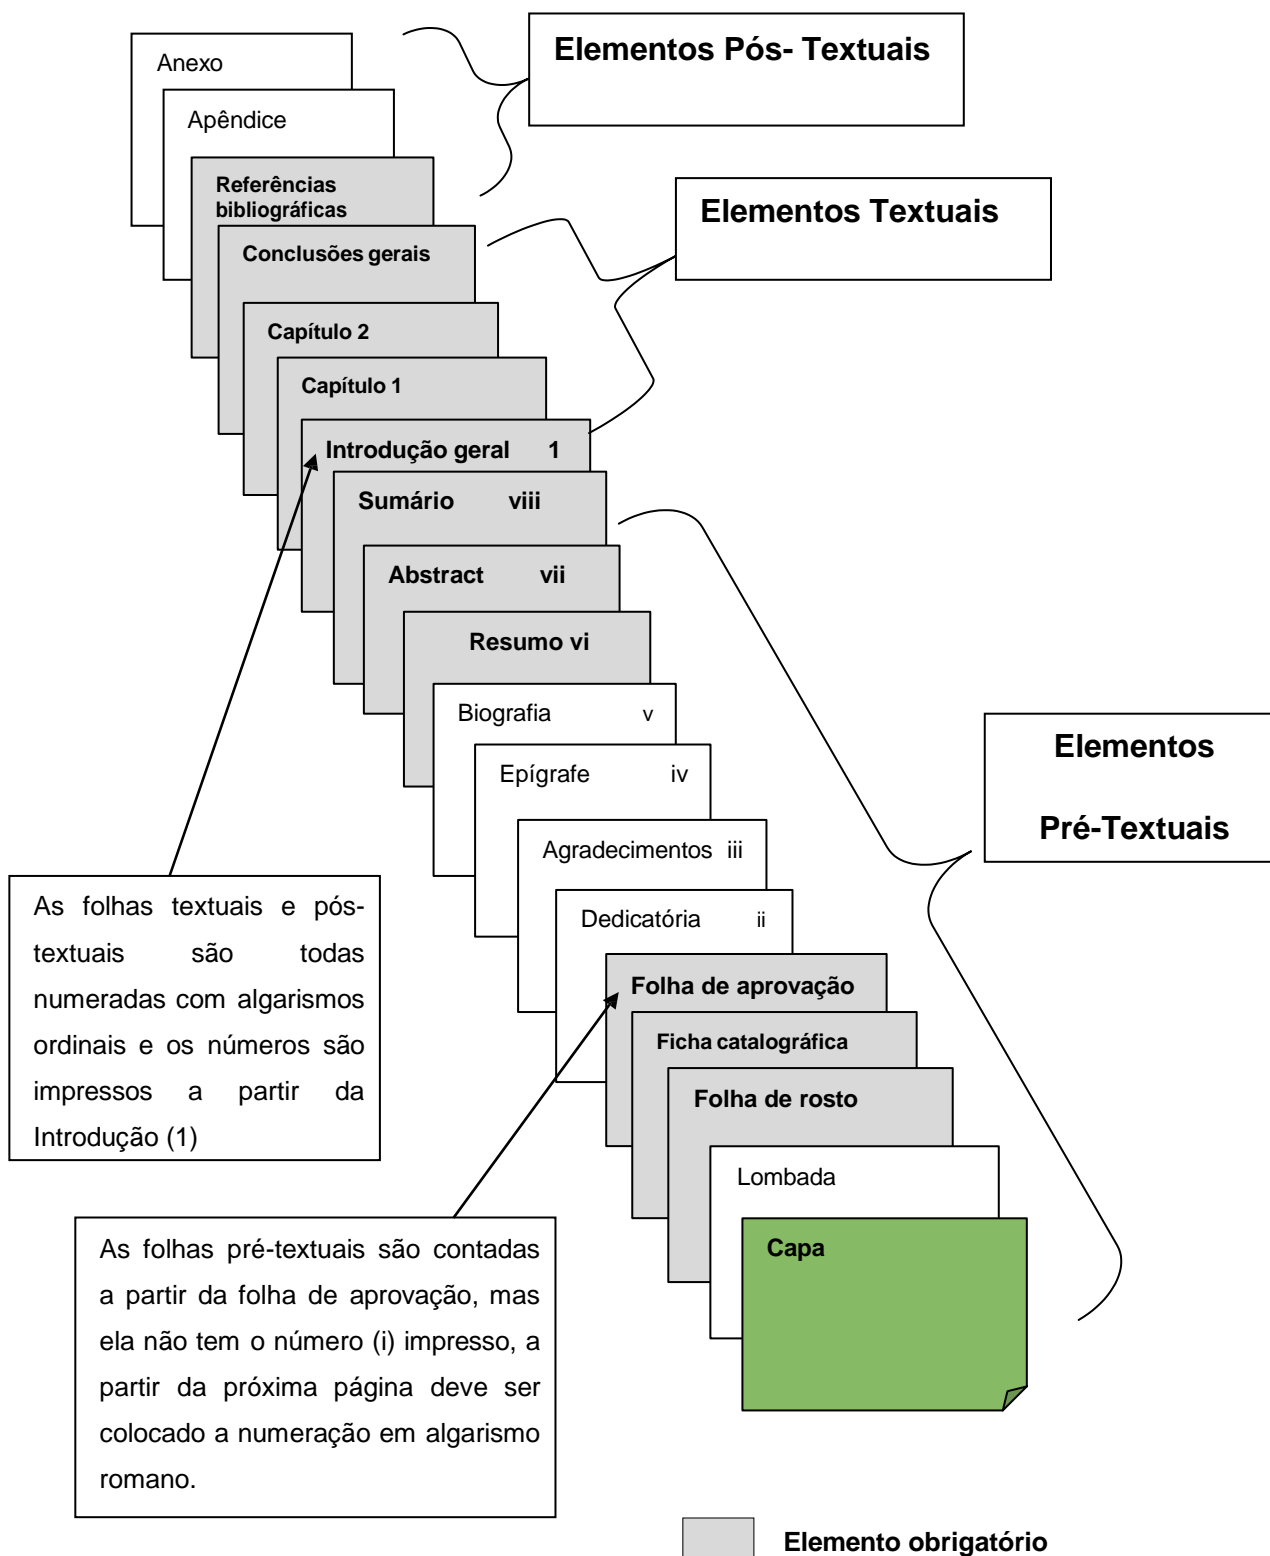 Elementos Pós- Textuais
Anexo
Apêndice
Referências
bibliográficas
Elementos Textuais
Conclusões gerais
Capítulo 2
Capítulo 1
Introdução geral 1
Sumário viii
Abstract vii
Resumo vi
Biografia v
Epígrafe iv
Elementos
Pré-Textuais
Agradecimentos iii
Dedicatória ii
As folhas textuais e pós-
textuais são todas
numeradas com algarismos
ordinais e os números são
impressos a partir da
Introdução (1)
Folha de aprovação
Ficha catalográfica
Folha de rosto
Lombada
Capa
As folhas pré-textuais são contadas
a partir da folha de aprovação, mas
ela não tem o número (i) impresso, a
partir da próxima página deve ser
colocado a numeração em algarismo
romano.
Elemento obrigatório